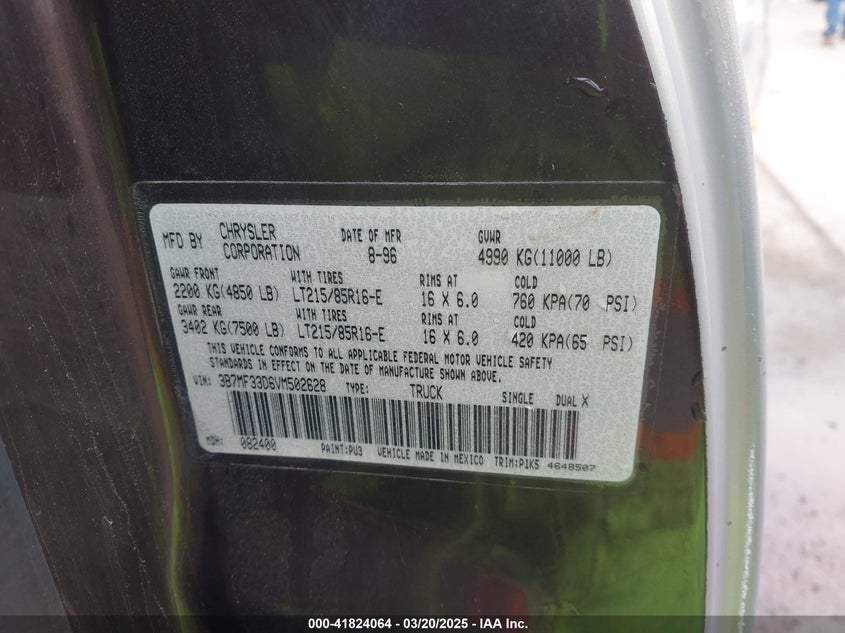 MFD BY CHRYSLER CORPORATION DATE OF MFR 8-96 GVWR 4990 KG(11000 LB)
GAWR FRONT WITH TIRES RIMS AT COLD
2200 KG(4850 LB) LT215/85R16-E 16 X 6.0 760 KPA(70 PSI)
GAWR REAR WITH TIRES RIMS AT COLD
3402 KG(7500 LB) LT215/85R16-E 16 X 6.0 420 KPA(65 PSI)
THIS VEHICLE CONFORMS TO ALL APPLICABLE FEDERAL MOTOR VEHICLE SAFETY
STANDARDS IN EFFECT ON THE DATE OF MANUFACTURE SHOWN ABOVE.
VIN: 3B7MF33D6VM502628 TYPE: TRUCK SINGLE DUAL X
MDH: 082400 PAINT:PU3 VEHICLE MADE IN MEXICO TRIM:P1K5 4648507
000-41824064 — 03/20/2025 — IAA Inc.